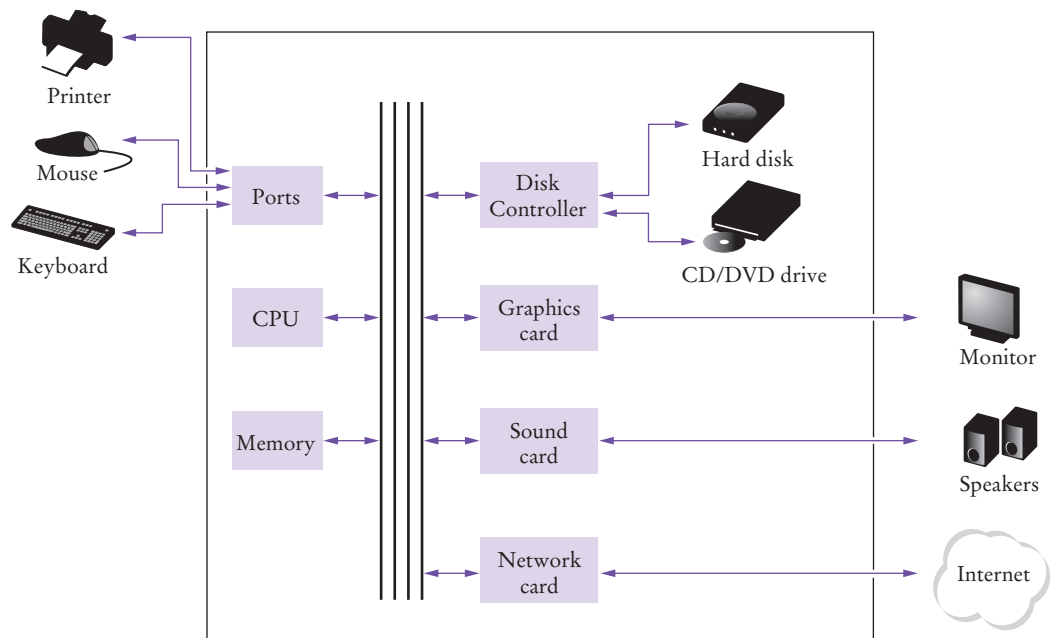 Printer
Mouse
Keyboard
Ports
CPU
Memory
Disk
Controller
Hard disk
CD/DVD drive
Graphics
card
Monitor
Sound
card
Speakers
Network
card
Internet